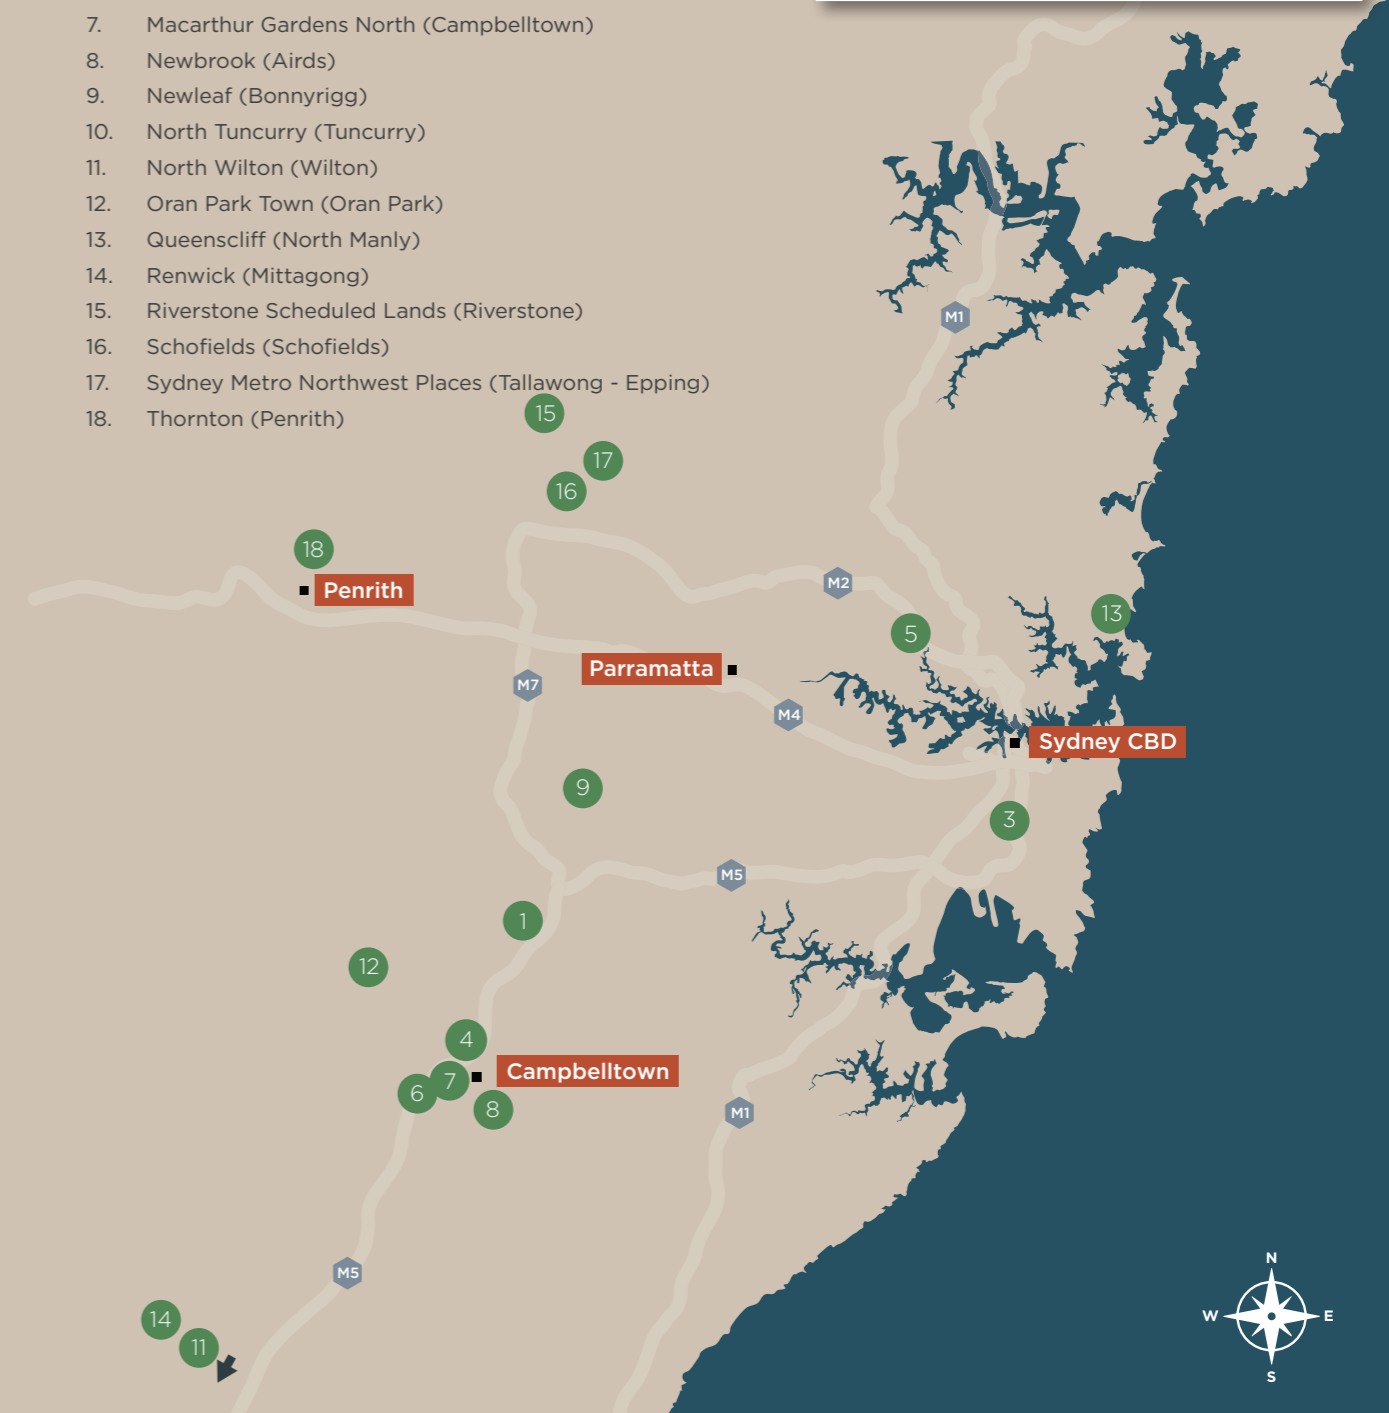 7. Macarthur Gardens North (Campbelltown)
8. Newbrook (Airds)
9. Newleaf (Bonnyrigg)
10. North Tuncurry (Tuncurry)
11. North Wilton (Wilton)
12. Oran Park Town (Oran Park)
13. Queenscliff (North Manly)
14. Renwick (Mittagong)
15. Riverstone Scheduled Lands (Riverstone)
16. Schofields (Schofields)
17. Sydney Metro Northwest Places (Tallawong - Epping)
18. Thornton (Penrith)
M1
15
17
16
18
Penrith
M2
13
5
Parramatta
M7
M4
Sydney CBD
9
3
M5
1
12
4
Campbelltown
7
6
8
M1
M5
14
11
N
W
E
S